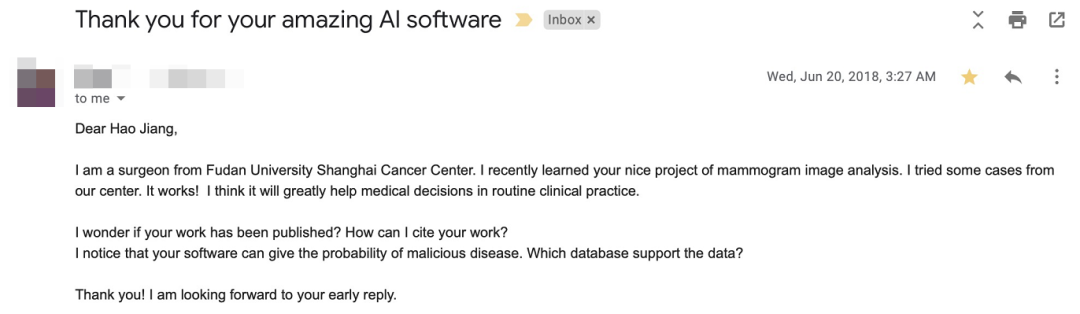 Thank you for your amazing AI software
Inbox ×
Wed, Jun 20, 2018, 3:27 AM
to me
Dear Hao Jiang,
I am a surgeon from Fudan University Shanghai Cancer Center. I recently learned your nice project of mammogram image analysis. I tried some cases from
our center. It works!  I think it will greatly help medical decisions in routine clinical practice.
I wonder if your work has been published? How can I cite your work?
I notice that your software can give the probability of malicious disease. Which database support the data?
Thank you! I am looking forward to your early reply.